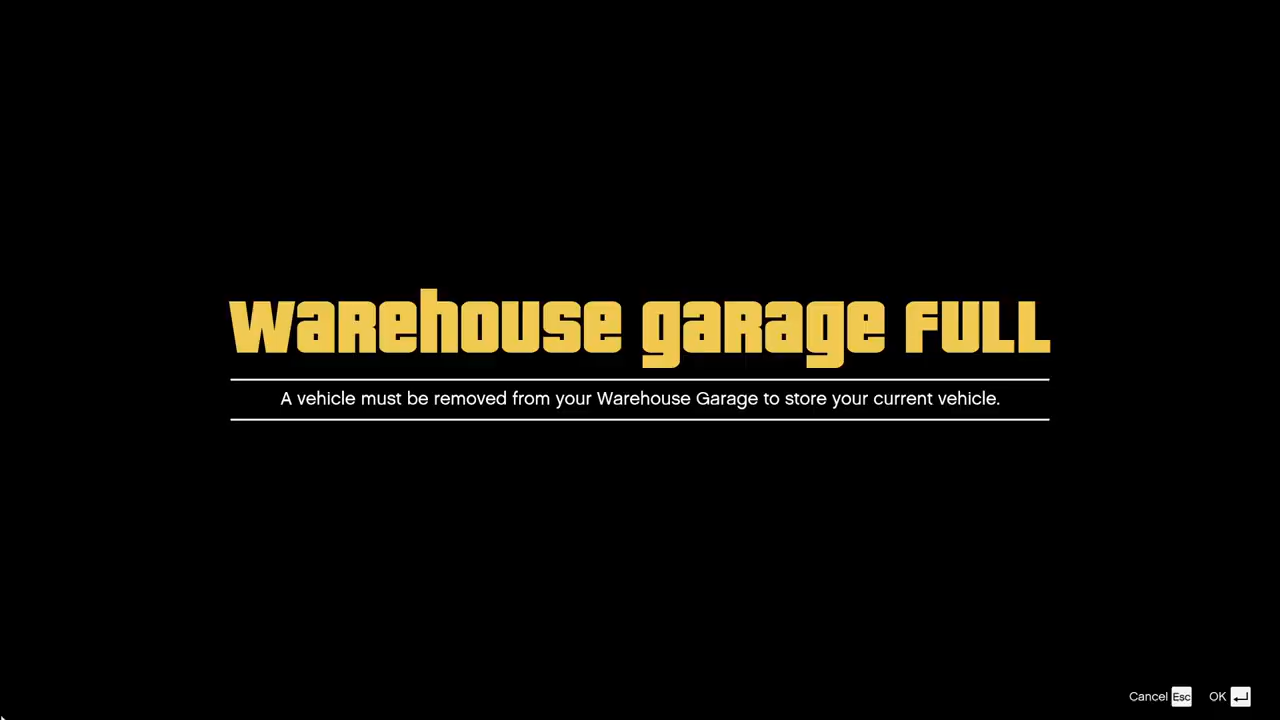 warehouse garage FULL
A vehicle must be removed from your Warehouse Garage to store your current vehicle.
Cancel Esc OK